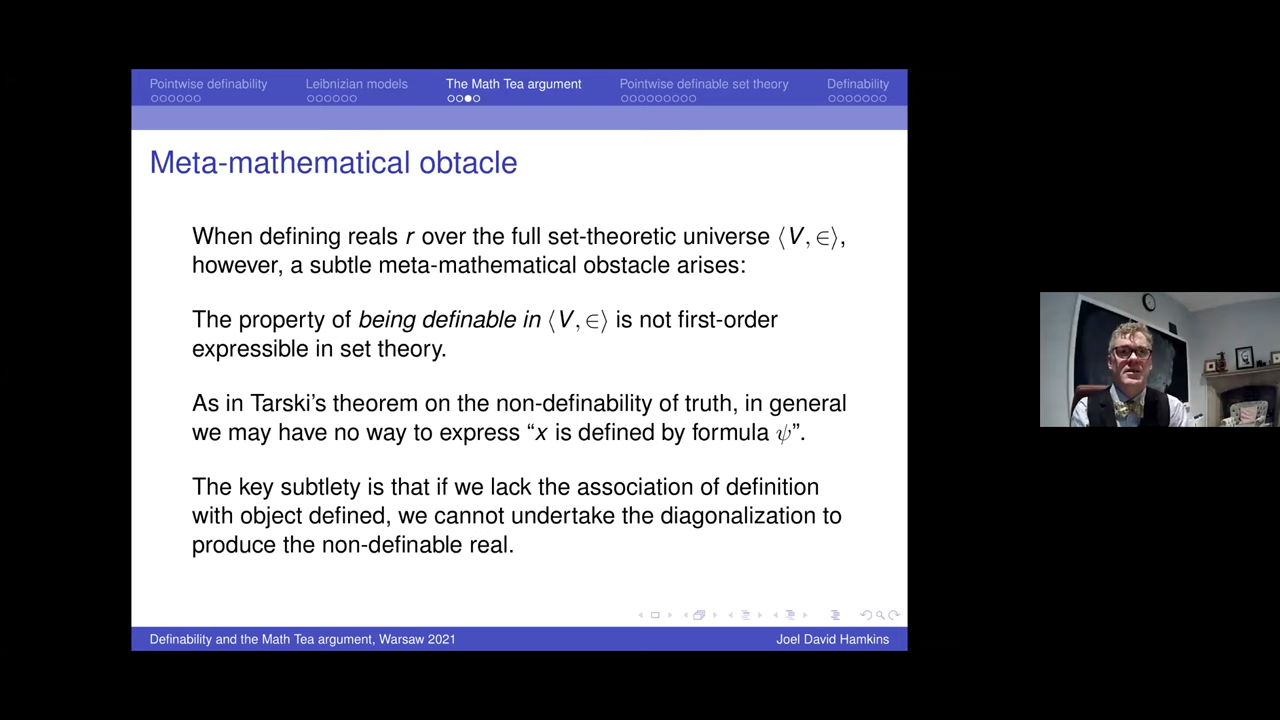 Pointwise definability Leibnizian models The Math Tea argument Pointwise definable set theory Definability
Meta-mathematical obtacle
When defining reals r over the full set-theoretic universe ⟨V, ∈⟩,
however, a subtle meta-mathematical obstacle arises:
The property of being definable in ⟨V, ∈⟩ is not first-order
expressible in set theory.
As in Tarski's theorem on the non-definability of truth, in general
we may have no way to express “x is defined by formula ψ”.
The key subtlety is that if we lack the association of definition
with object defined, we cannot undertake the diagonalization to
produce the non-definable real.
Definability and the Math Tea argument, Warsaw 2021 Joel David Hamkins